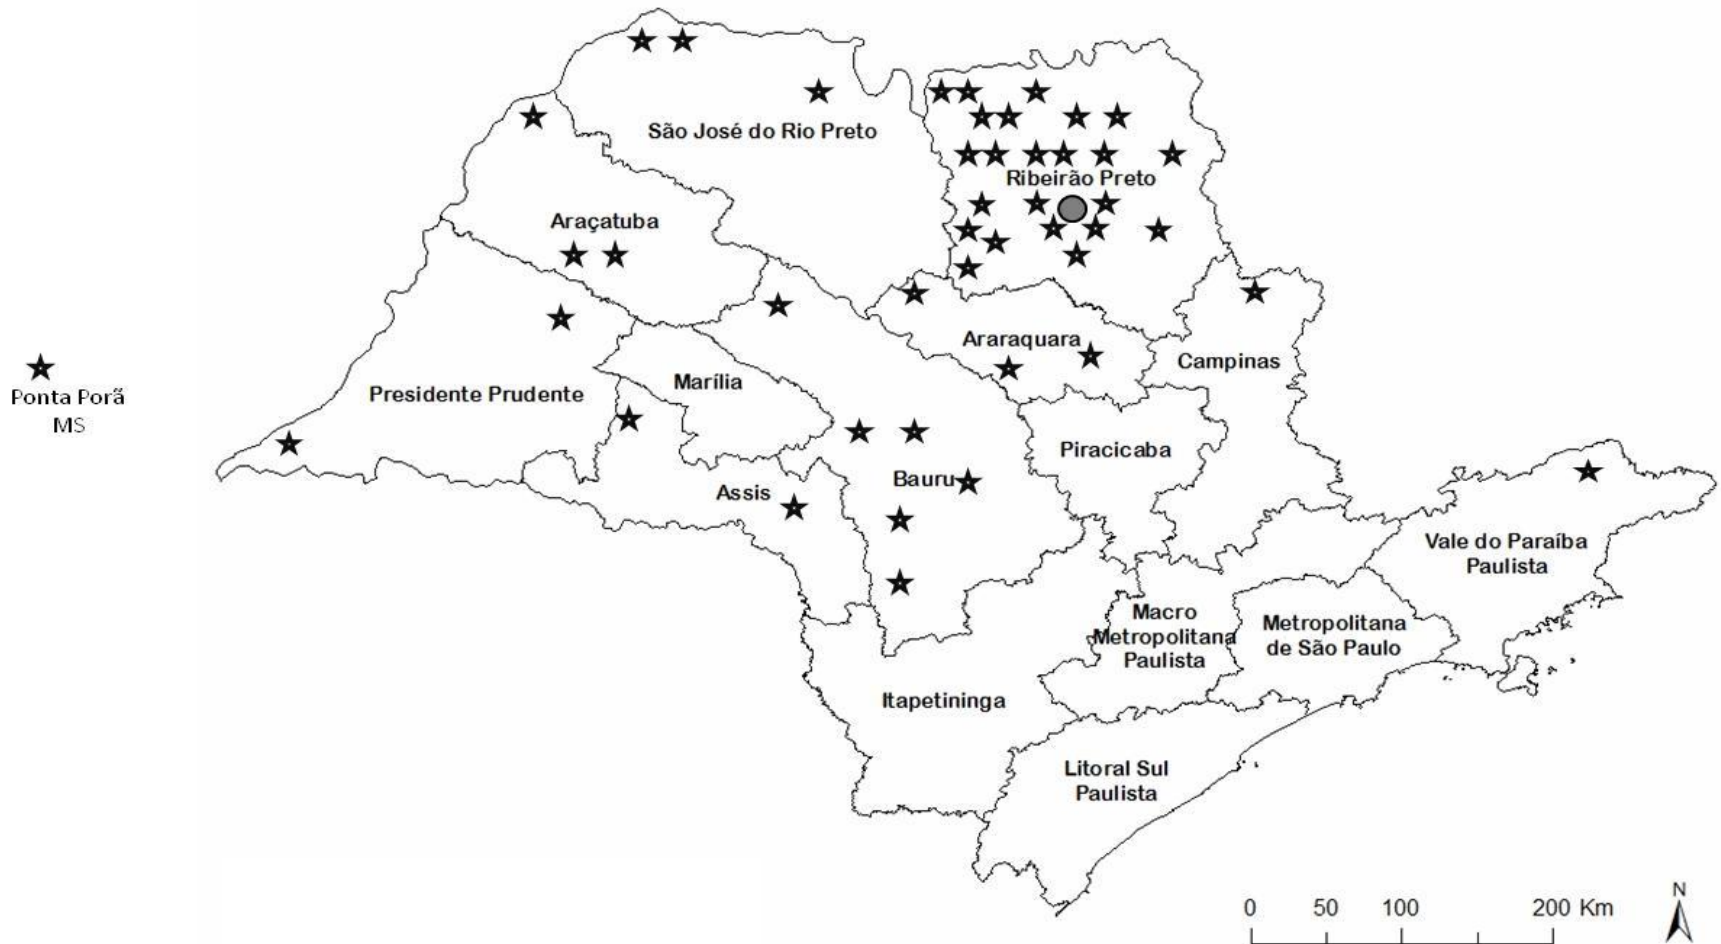 São José do Rio Preto
Ribeirão Preto
Araçatuba
Araraquara
Campinas
Ponta Porã
MS
Presidente Prudente
Marília
Piracicaba
Bauru
Assis
Vale do Paraíba
Paulista
Macro
Metropolitana
Paulista
Metropolitana
de São Paulo
Itapetininga
Litoral Sul
Paulista
0 50 100 200 Km
N